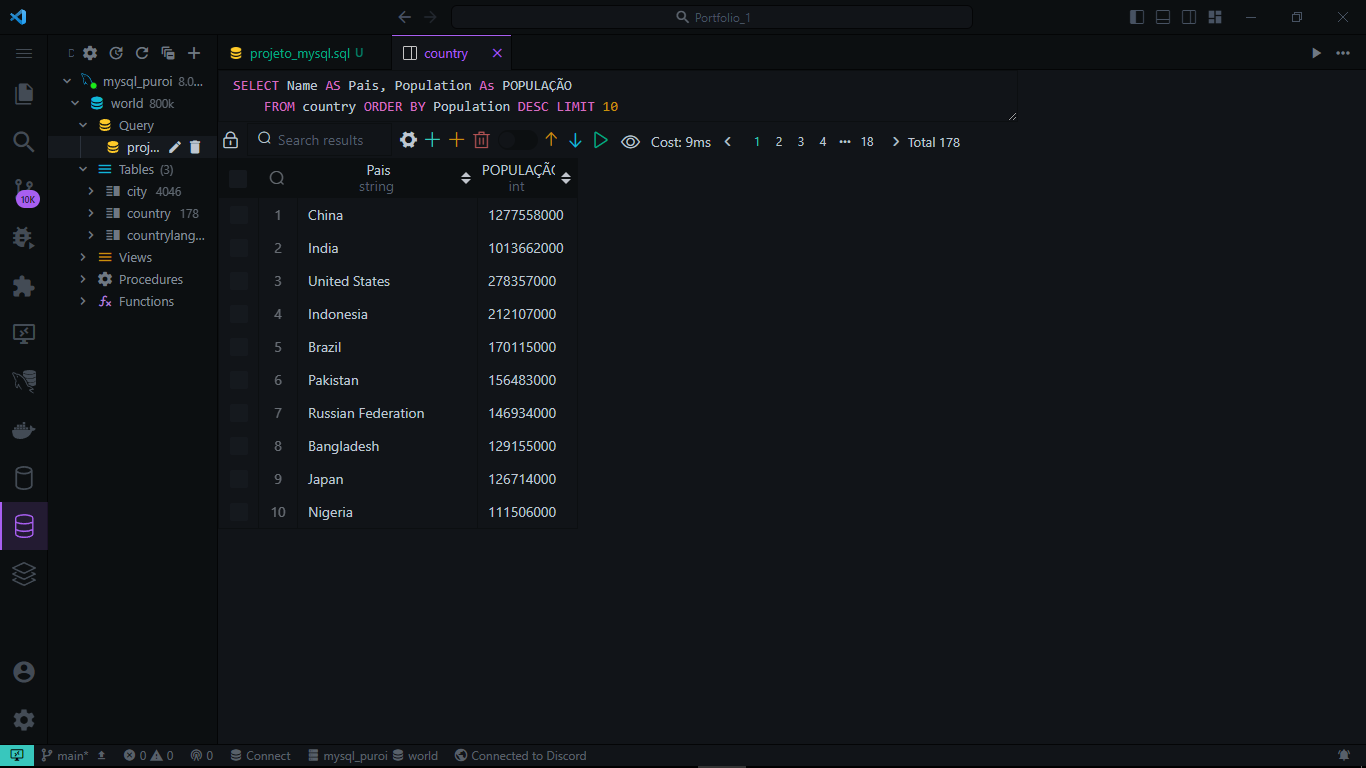 Portfolio_1
mysql_puroi 8.0...
world 800k
Query
proj...
Tables (3)
city 4046
country 178
countrylang...
Views
Procedures
Functions
10K
projeto_mysql.sql U
country
SELECT Name AS Pais, Population As POPULAÇÃO
FROM country ORDER BY Population DESC LIMIT 10
Search results
Cost: 9ms
1 2 3 4 ••• 18
Total 178
Pais POPULAÇÃO
string int
1 China 1277558000
2 India 1013662000
3 United States 278357000
4 Indonesia 212107000
5 Brazil 170115000
6 Pakistan 156483000
7 Russian Federation 146934000
8 Bangladesh 129155000
9 Japan 126714000
10 Nigeria 111506000
main* 0 0 0 Connect mysql_puroi world Connected to Discord